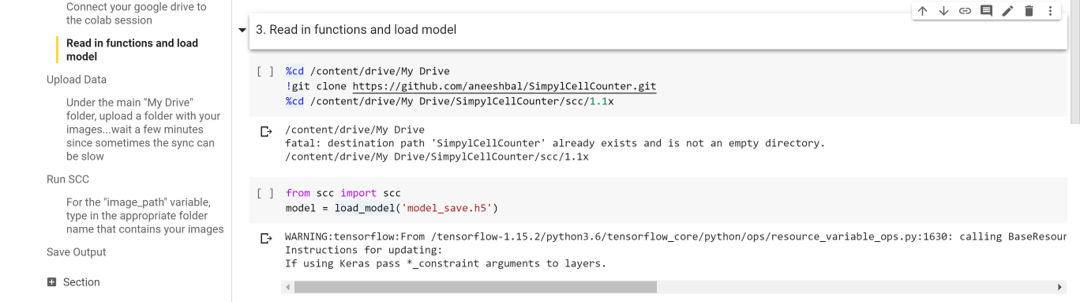 Connect your google drive to
the colab session
Read in functions and load
model
Upload Data
Under the main "My Drive"
folder, upload a folder with your
images...wait a few minutes
since sometimes the sync can
be slow
Run SCC
For the "image_path" variable,
type in the appropriate folder
name that contains your images
Save Output
Section
3. Read in functions and load model
[ ] %cd /content/drive/My Drive
!git clone https://github.com/aneeshbal/SimpylCellCounter.git
%cd /content/drive/My Drive/SimpylCellCounter/scc/1.1x
/content/drive/My Drive
fatal: destination path 'SimpylCellCounter' already exists and is not an empty directory.
/content/drive/My Drive/SimpylCellCounter/scc/1.1x
[ ] from scc import scc
model = load_model('model_save.h5')
WARNING:tensorflow:From /tensorflow-1.15.2/python3.6/tensorflow_core/python/ops/resource_variable_ops.py:1630: calling BaseResour
Instructions for updating:
If using Keras pass *_constraint arguments to layers.